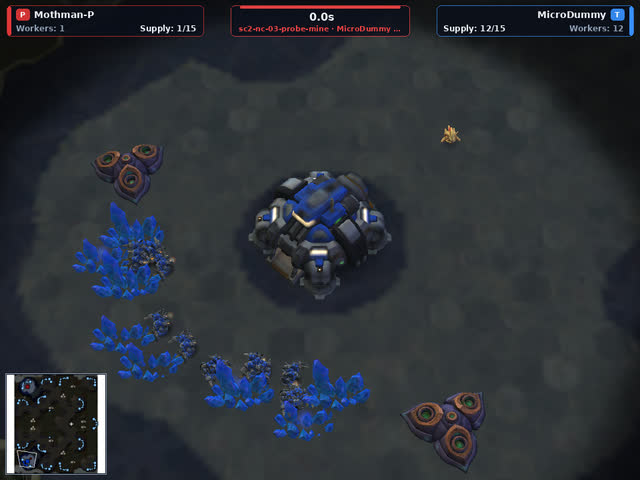 P Mothman-P
Workers: 1 Supply: 1/15
0.0s
sc2-nc-03-probe-mine · MicroDummy ...
MicroDummy T
Supply: 12/15 Workers: 12